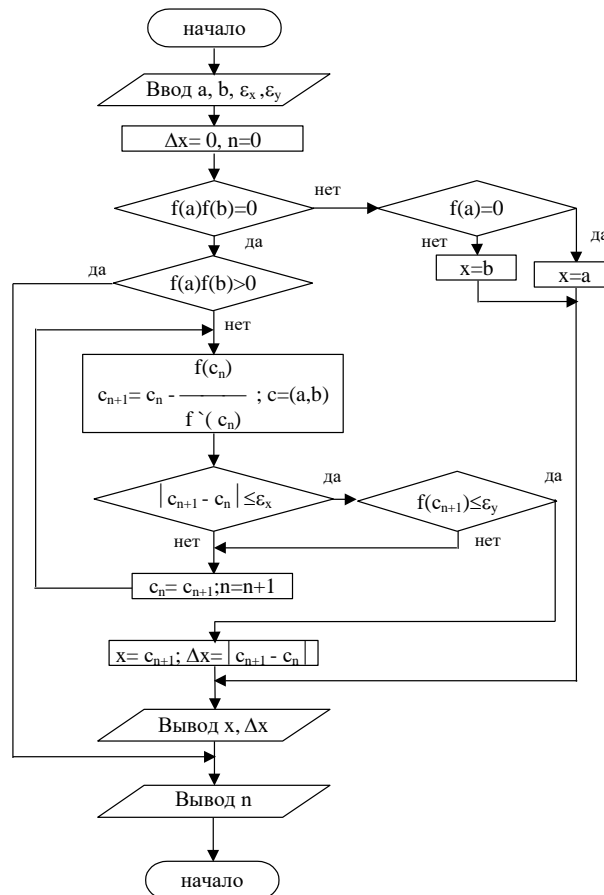 начало
Ввод a, b, εx ,εy
Δx= 0, n=0
f(a)f(b)=0
нет
f(a)=0
да
нет
да
x=b
x=a
да
f(a)f(b)>0
нет
f(cn)
cn+1= cn - ——— ; c=(a,b)
f `( cn)
│cn+1 - cn│≤εx
да
f(cn+1)≤εy
да
нет
нет
cn= cn+1;n=n+1
x= cn+1; Δx=│cn+1 - cn│
Вывод x, Δx
Вывод n
начало